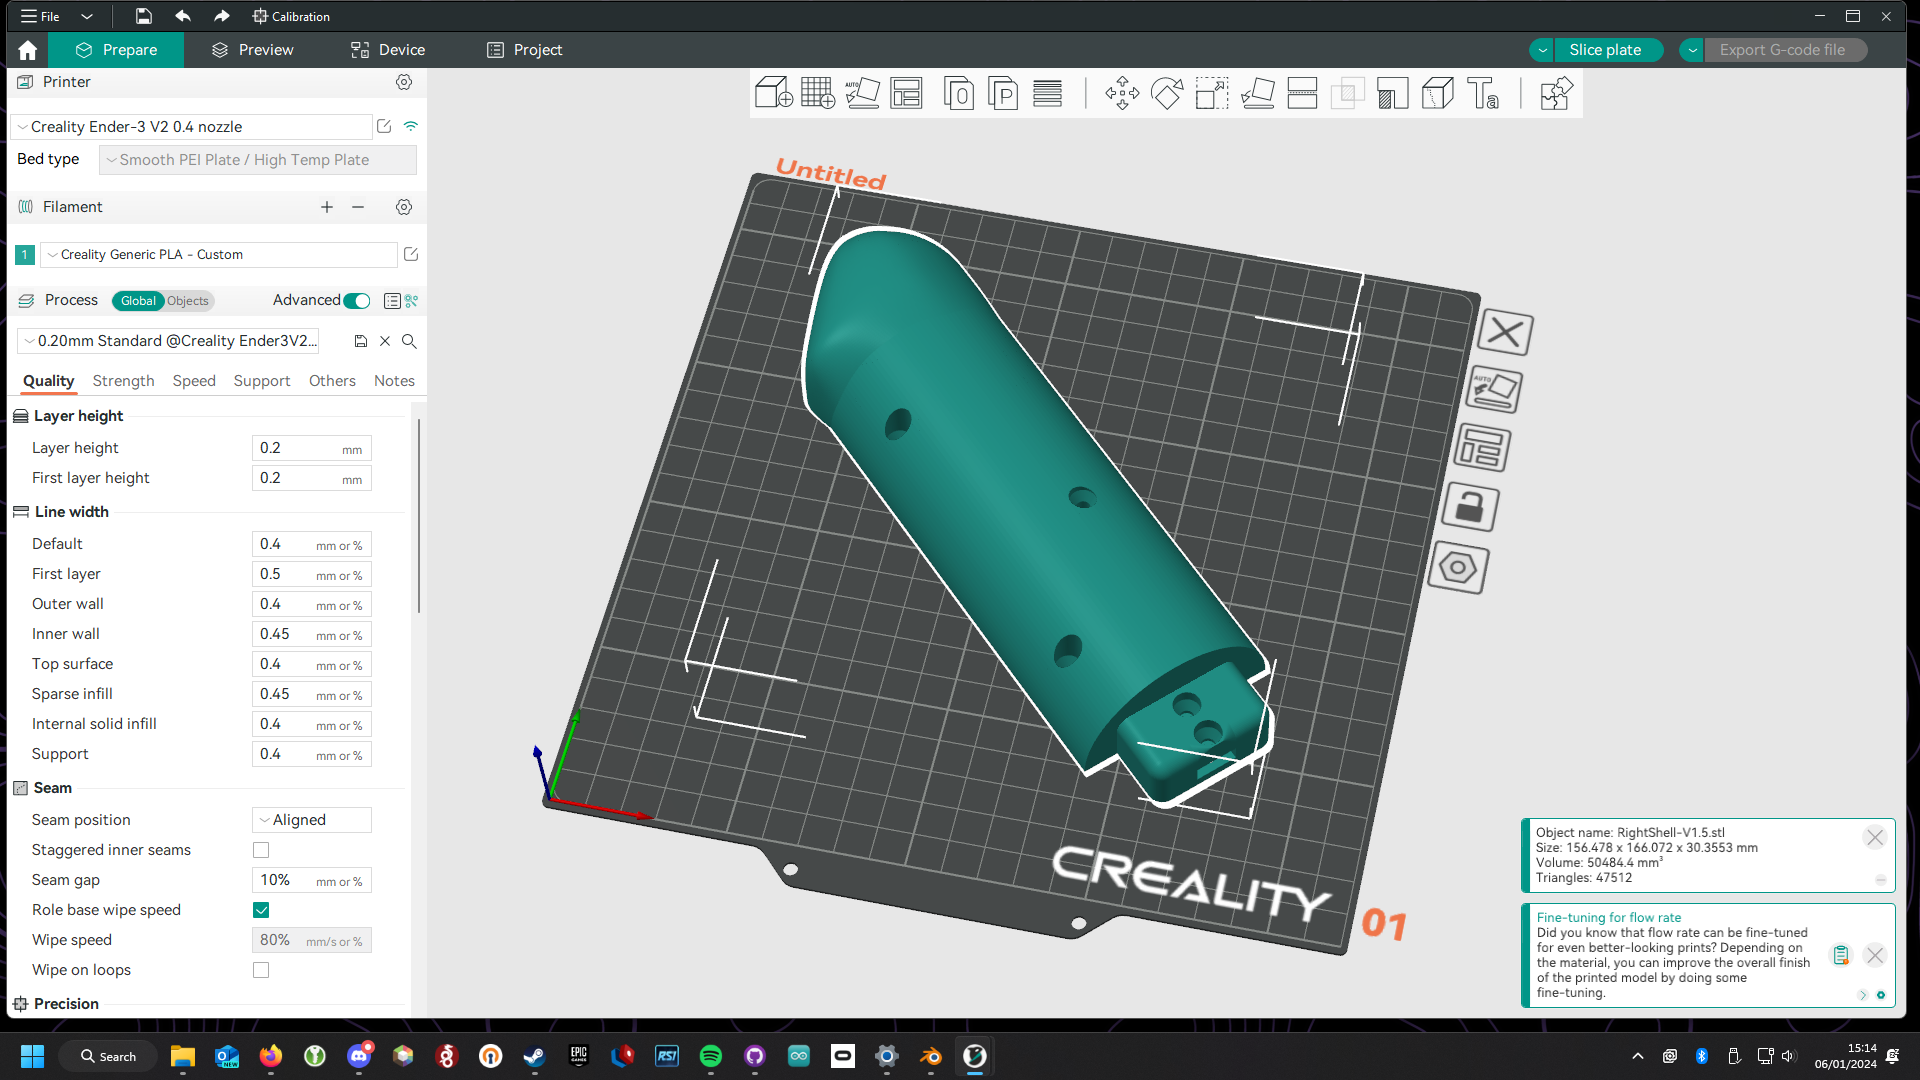 File
Calibration
Prepare
Preview
Device
Project
Slice plate
Export G-code file
Printer
Creality Ender-3 V2 0.4 nozzle
Bed type
Smooth PEI Plate / High Temp Plate
Filament
1
Creality Generic PLA - Custom
Process
Global
Objects
Advanced
0.20mm Standard @Creality Ender3V2...
Quality
Strength
Speed
Support
Others
Notes
Layer height
Layer height
0.2
mm
First layer height
0.2
mm
Line width
Default
0.4
mm or %
First layer
0.5
mm or %
Outer wall
0.4
mm or %
Inner wall
0.45
mm or %
Top surface
0.4
mm or %
Sparse infill
0.45
mm or %
Internal solid infill
0.4
mm or %
Support
0.4
mm or %
Seam
Seam position
Aligned
Staggered inner seams
Seam gap
10%
mm or %
Role base wipe speed
Wipe speed
80%
mm/s or %
Wipe on loops
Precision
AUTO
O
P
Ta
Untitled
AUTO
CREALITY
01
Object name: RightShell-V1.5.stl
Size: 156.478 x 166.072 x 30.3553 mm
Volume: 50484.4 mm³
Triangles: 47512
Fine-tuning for flow rate
Did you know that flow rate can be fine-tuned
for even better-looking prints? Depending on
the material, you can improve the overall finish
of the printed model by doing some
fine-tuning.
Search
NEW
EPIC
GAMES
RSI
15:14
06/01/2024